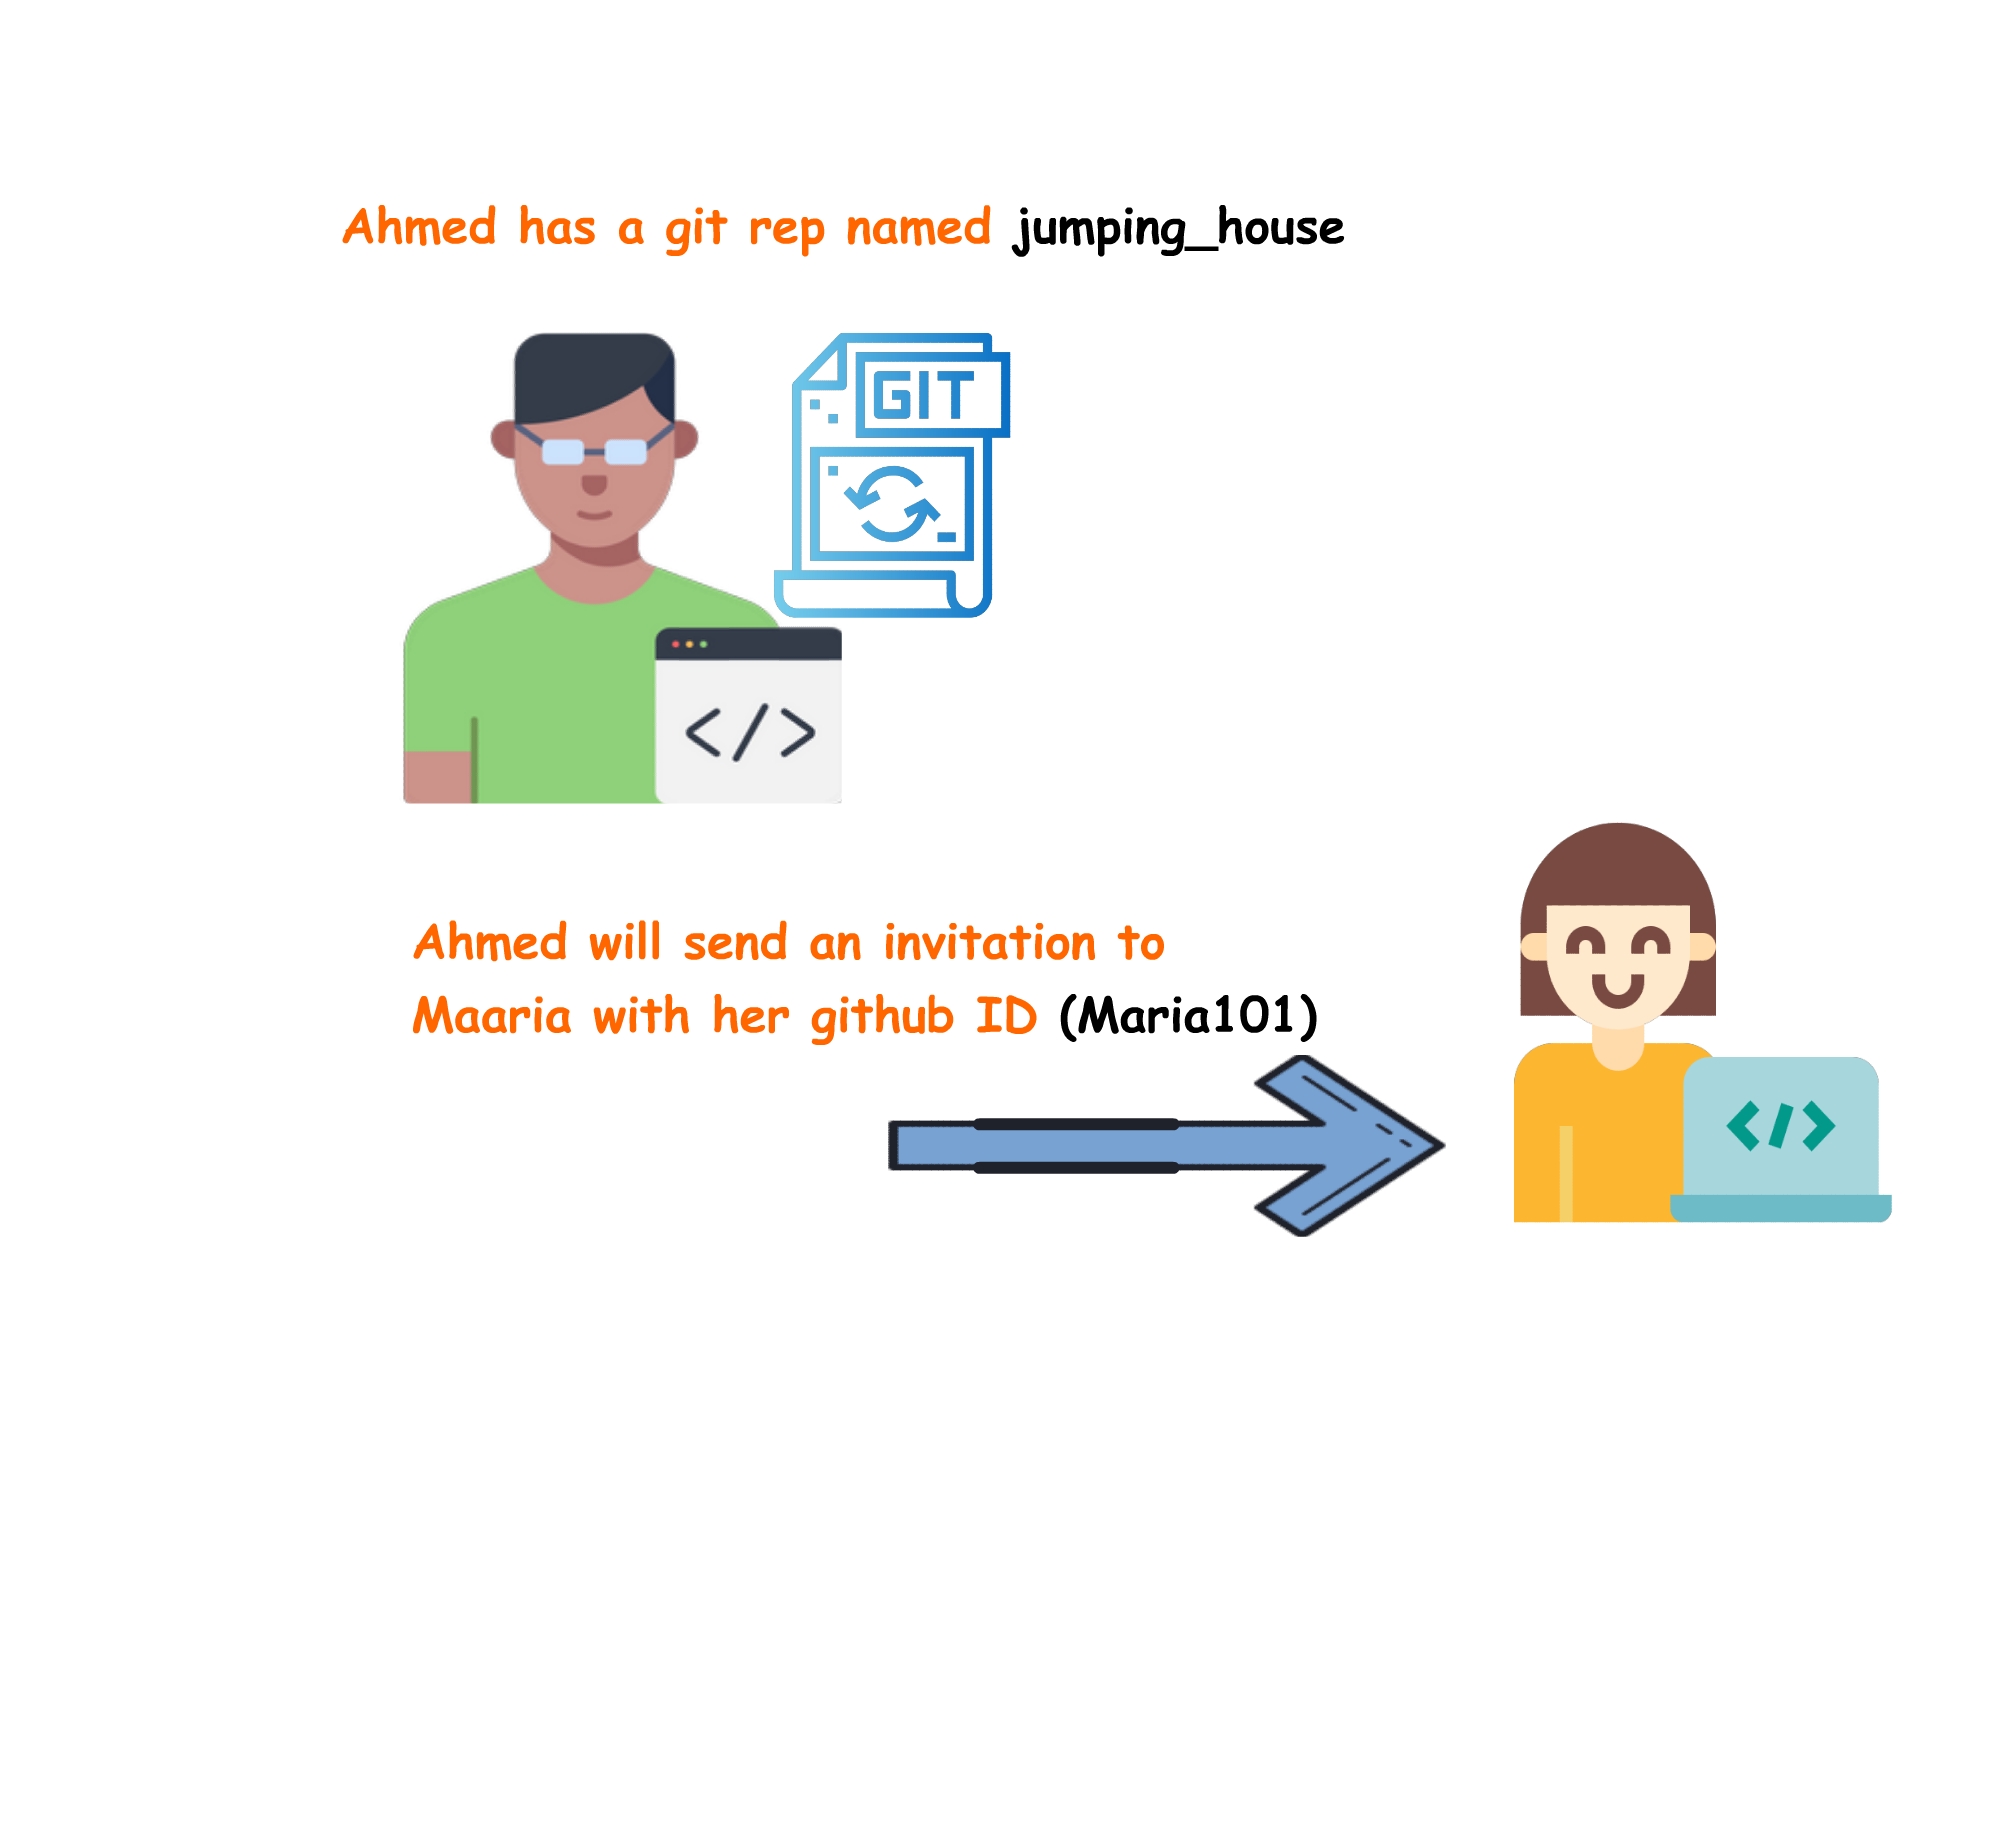 Ahmed has a git rep named jumping_house
GIT
</>
Ahmed will send an invitation to
Maaria with her github ID (Maria101)
</>